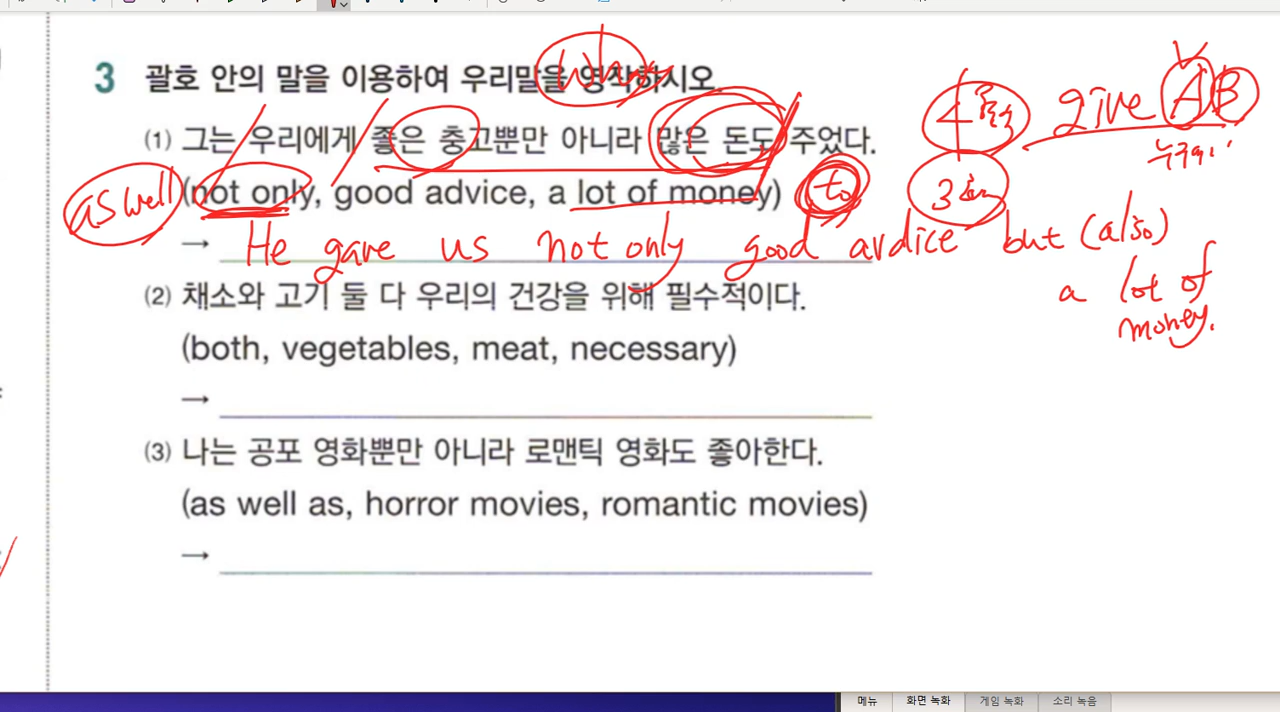 3 괄호 안의 말을 이용하여 우리말을 영작하시오.
why
(1) 그는 우리에게 좋은 충고뿐만 아니라 많은 돈도 주었다.
4형식 give A B
누구에게
as well (not only, good advice, a lot of money) to 3형식
→ He gave us not only good avdice but (also)
a lot of
money.
(2) 채소와 고기 둘 다 우리의 건강을 위해 필수적이다.
(both, vegetables, meat, necessary)
→
(3) 나는 공포 영화뿐만 아니라 로맨틱 영화도 좋아한다.
(as well as, horror movies, romantic movies)
→
메뉴 화면 녹화 게임 녹화 소리 녹음